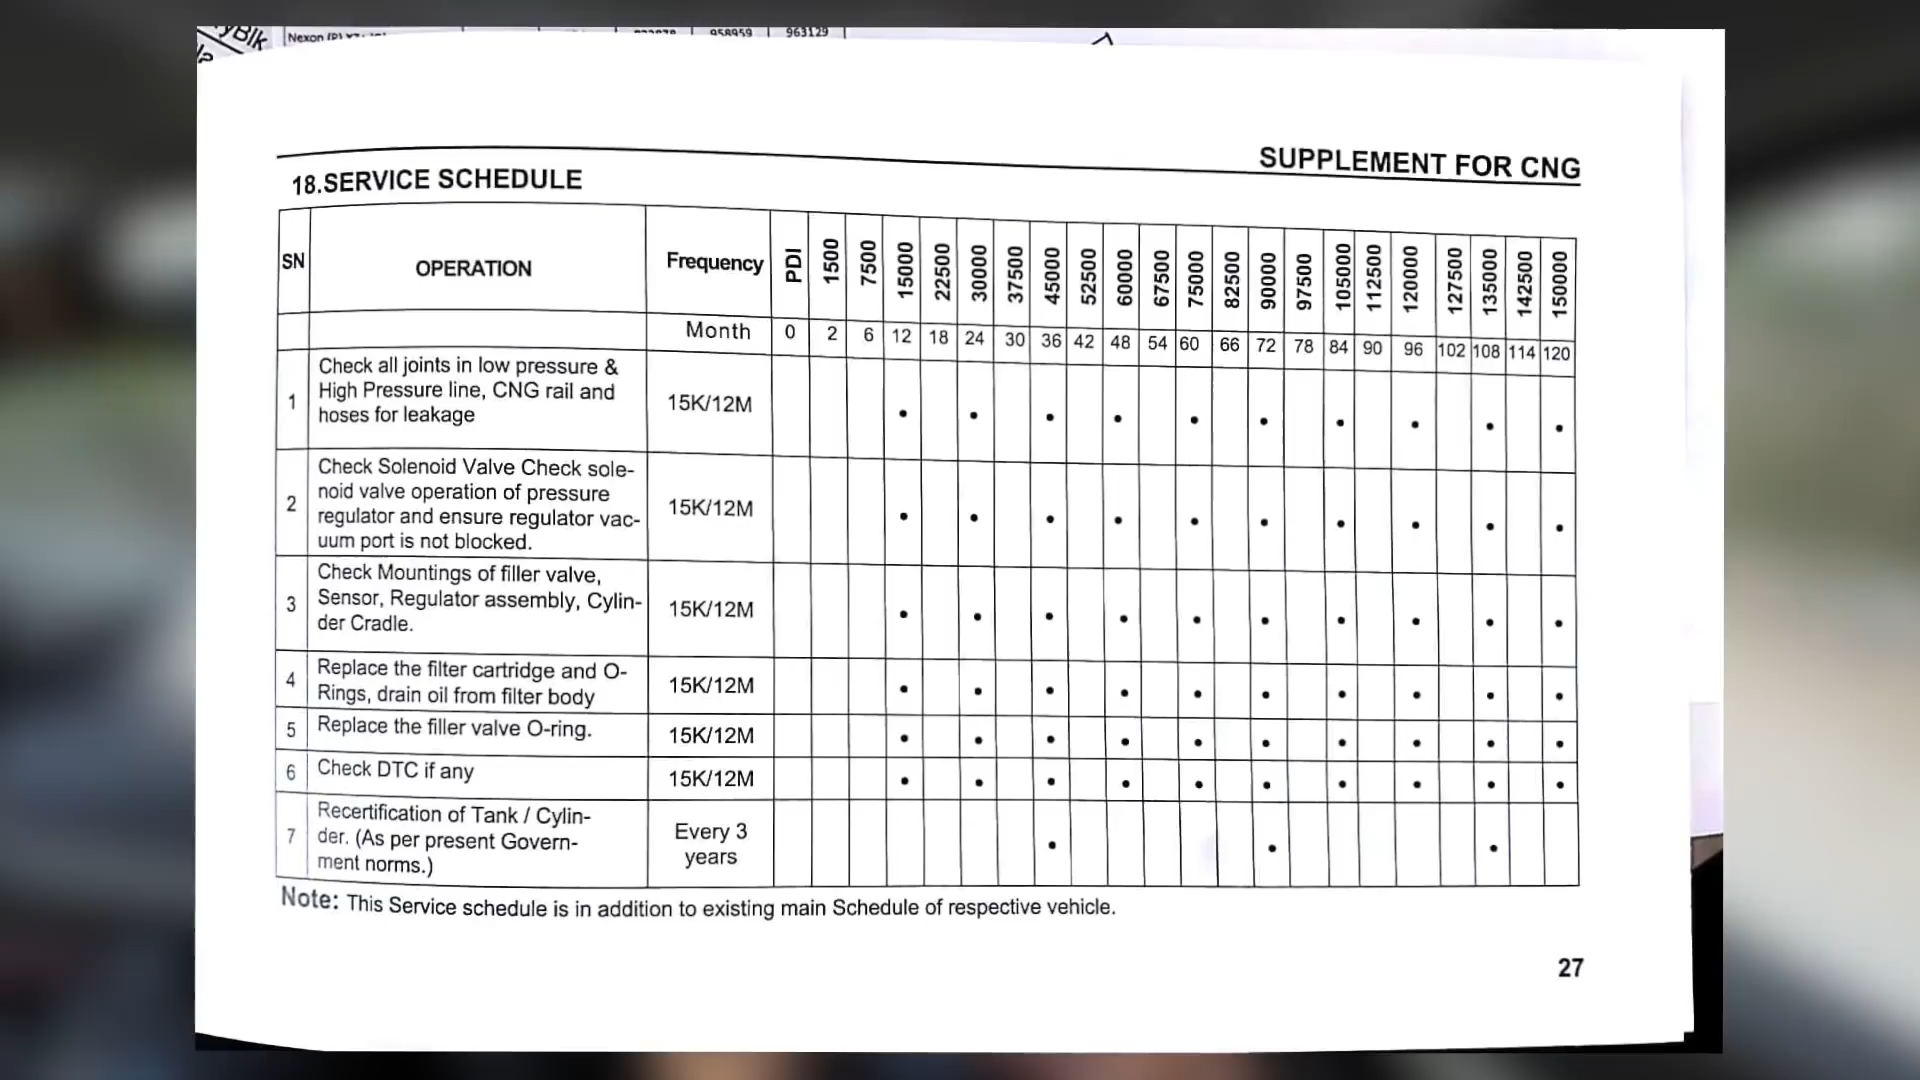 Nexon (P)
958959
963129
SUPPLEMENT FOR CNG
18.SERVICE SCHEDULE
SN OPERATION Frequency PDI 1500 7500 15000 22500 30000 37500 45000 52500 60000 67500 75000 82500 90000 97500 105000 112500 120000 127500 135000 142500 150000
Month 0 2 6 12 18 24 30 36 42 48 54 60 66 72 78 84 90 96 102 108 114 120
1 Check all joints in low pressure &
High Pressure line, CNG rail and
hoses for leakage
15K/12M • • • • • • • • • •
2 Check Solenoid Valve Check sole-
noid valve operation of pressure
regulator and ensure regulator vac-
uum port is not blocked.
15K/12M • • • • • • • • • •
3 Check Mountings of filler valve,
Sensor, Regulator assembly, Cylin-
der Cradle.
15K/12M • • • • • • • • • •
4 Replace the filter cartridge and O-
Rings, drain oil from filter body
15K/12M • • • • • • • • • •
5 Replace the filler valve O-ring. 15K/12M • • • • • • • • • •
6 Check DTC if any 15K/12M • • • • • • • • • •
7 Recertification of Tank / Cylin-
der. (As per present Govern-
ment norms.)
Every 3
years
• • •
Note: This Service schedule is in addition to existing main Schedule of respective vehicle.
27